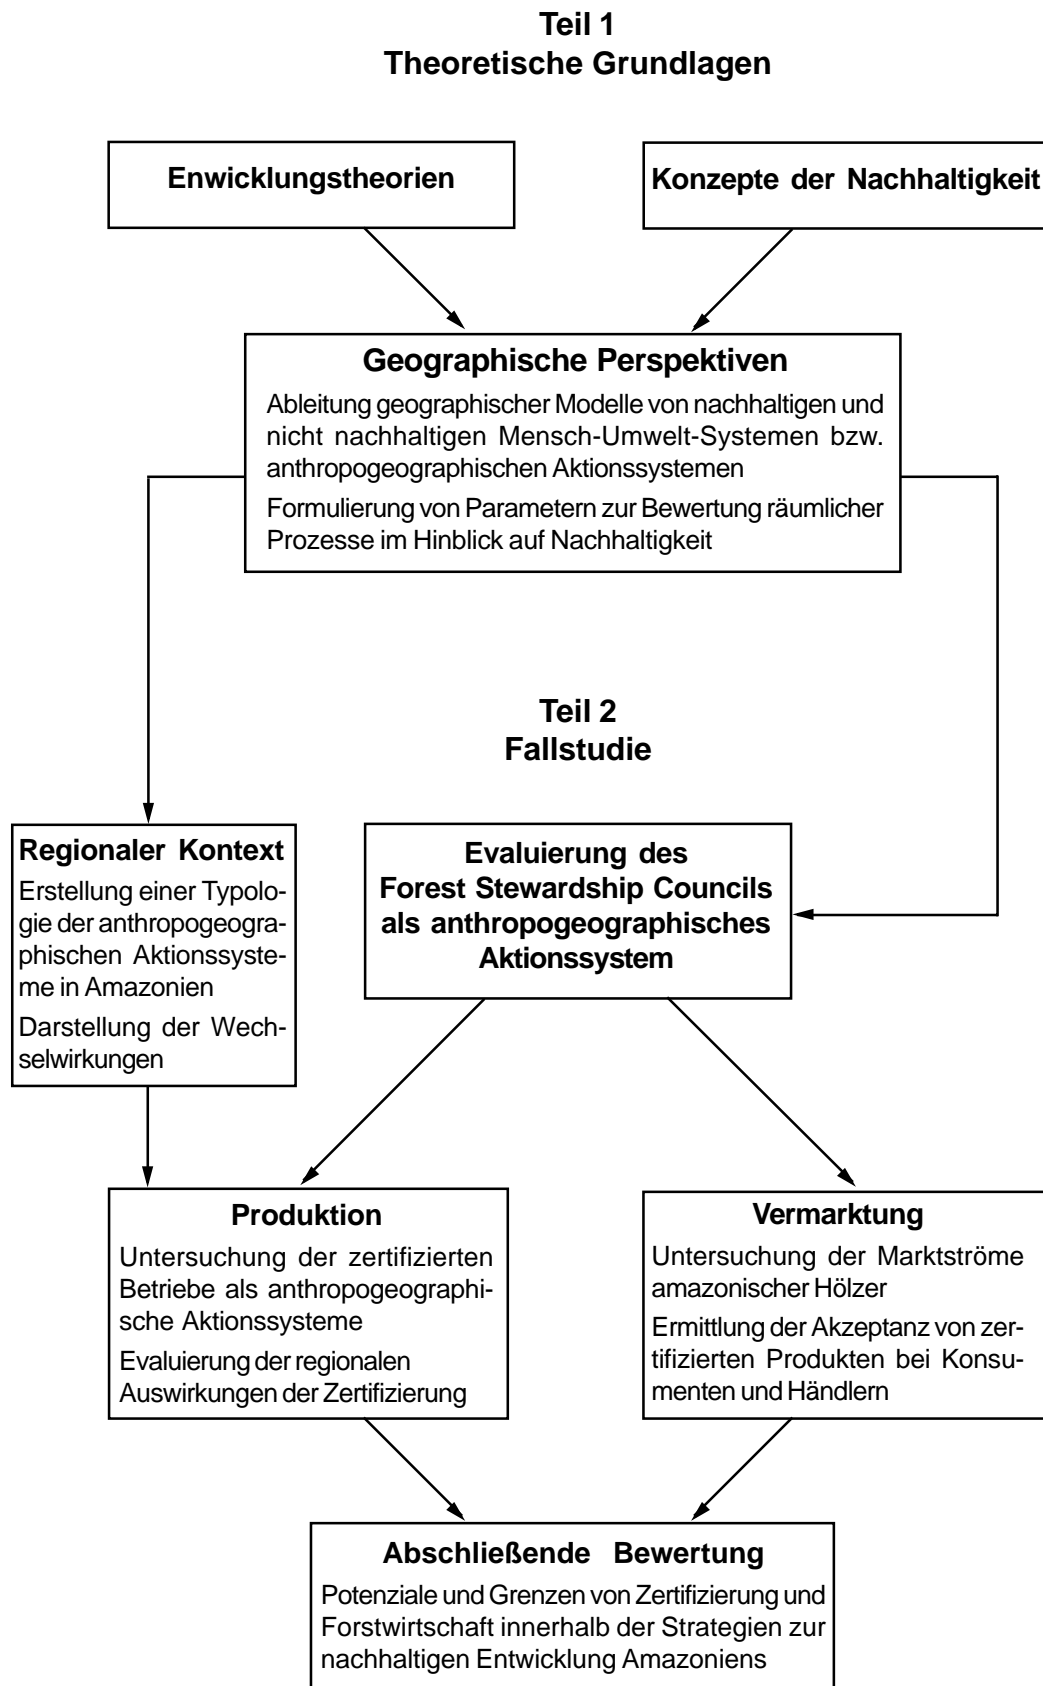 Teil 1
Theoretische Grundlagen
Enwicklungstheorien
Konzepte der Nachhaltigkeit
Geographische Perspektiven
Ableitung geographischer Modelle von nachhaltigen und
nicht nachhaltigen Mensch-Umwelt-Systemen bzw.
anthropogeographischen Aktionssystemen
Formulierung von Parametern zur Bewertung räumlicher
Prozesse im Hinblick auf Nachhaltigkeit
Teil 2
Fallstudie
Regionaler Kontext
Erstellung einer Typolo-
gie der anthropogeogra-
phischen Aktionssyste-
me in Amazonien
Darstellung der Wech-
selwirkungen
Evaluierung des
Forest Stewardship Councils
als anthropogeographisches
Aktionssystem
Produktion
Untersuchung der zertifizierten
Betriebe als anthropogeographi-
sche Aktionssysteme
Evaluierung der regionalen
Auswirkungen der Zertifizierung
Vermarktung
Untersuchung der Marktströme
amazonischer Hölzer
Ermittlung der Akzeptanz von zer-
tifizierten Produkten bei Konsu-
menten und Händlern
Abschließende Bewertung
Potenziale und Grenzen von Zertifizierung und
Forstwirtschaft innerhalb der Strategien zur
nachhaltigen Entwicklung Amazoniens